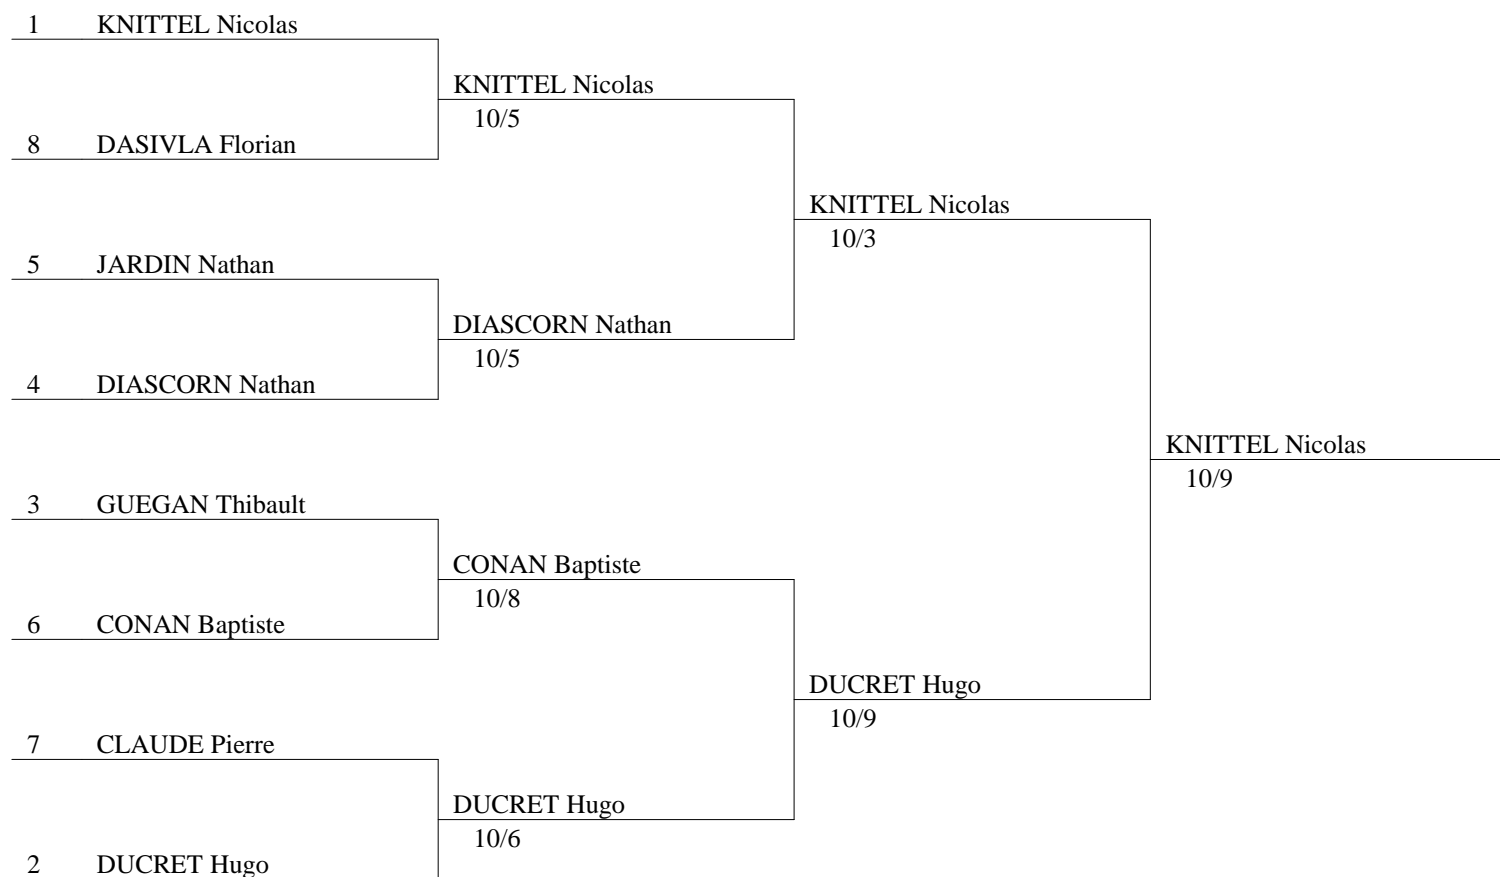 1 KNITTEL Nicolas
KNITTEL Nicolas
10/5
8 DASIVLA Florian
KNITTEL Nicolas
10/3
5 JARDIN Nathan
DIASCORN Nathan
10/5
4 DIASCORN Nathan
KNITTEL Nicolas
10/9
3 GUEGAN Thibault
CONAN Baptiste
10/8
6 CONAN Baptiste
DUCRET Hugo
10/9
7 CLAUDE Pierre
DUCRET Hugo
10/6
2 DUCRET Hugo